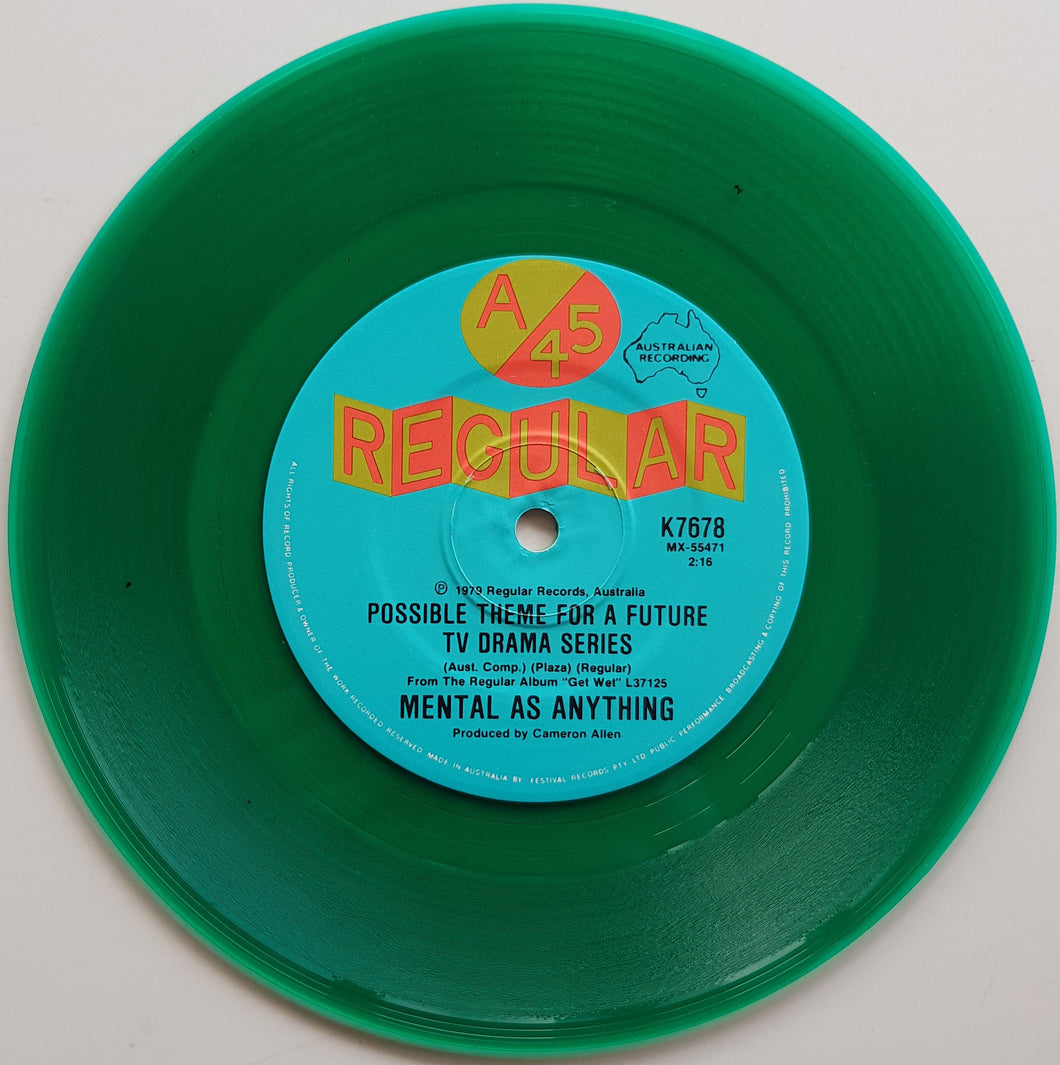 A
45
AUSTRALIAN
RECORDING
REGULAR
K7678
MX-55471
2:16
Ⓟ 1979 Regular Records, Australia
POSSIBLE THEME FOR A FUTURE
TV DRAMA SERIES
(Aust. Comp.) (Plaza) (Regular)
From The Regular Album "Get Wet" L37125
MENTAL AS ANYTHING
Produced by Cameron Allen
ALL RIGHTS OF RECORD PRODUCER & OWNER OF THE WORK RECORDED RESERVED MADE IN AUSTRALIA BY FESTIVAL RECORDS PTY LTD PUBLIC PERFORMANCE BROADCASTING & COPYING OF THIS RECORD PROHIBITED